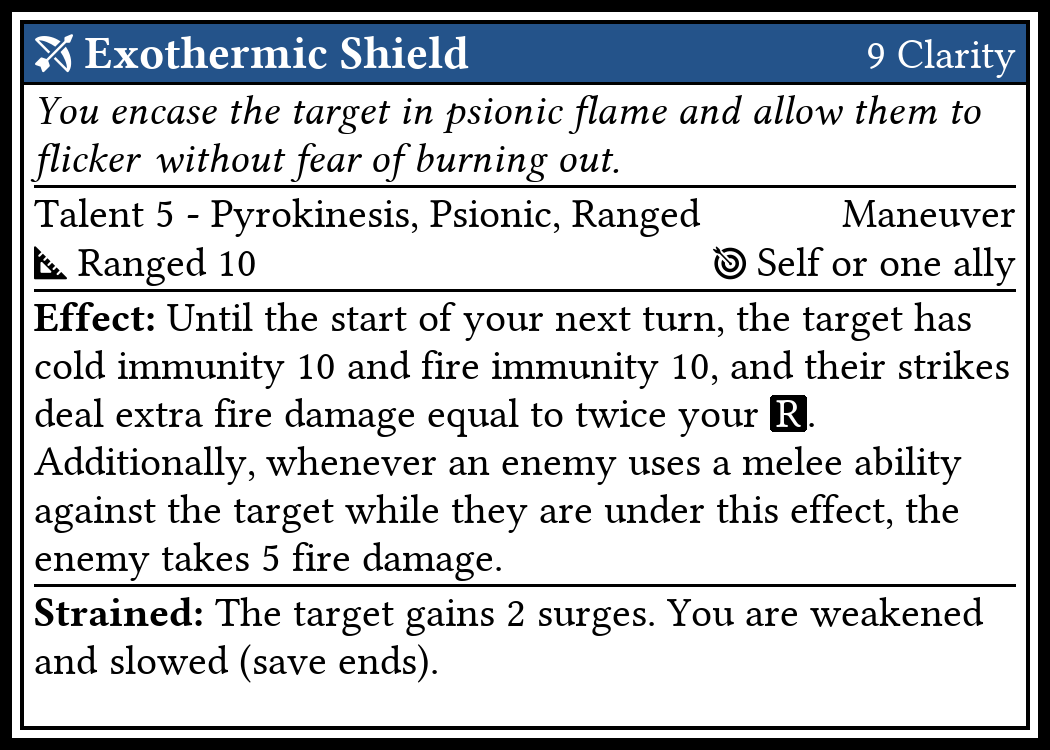 Exothermic Shield 9 Clarity
You encase the target in psionic flame and allow them to
flicker without fear of burning out.
Talent 5 - Pyrokinesis, Psionic, Ranged Maneuver
Ranged 10 Self or one ally
Effect: Until the start of your next turn, the target has
cold immunity 10 and fire immunity 10, and their strikes
deal extra fire damage equal to twice your R.
Additionally, whenever an enemy uses a melee ability
against the target while they are under this effect, the
enemy takes 5 fire damage.
Strained: The target gains 2 surges. You are weakened
and slowed (save ends).